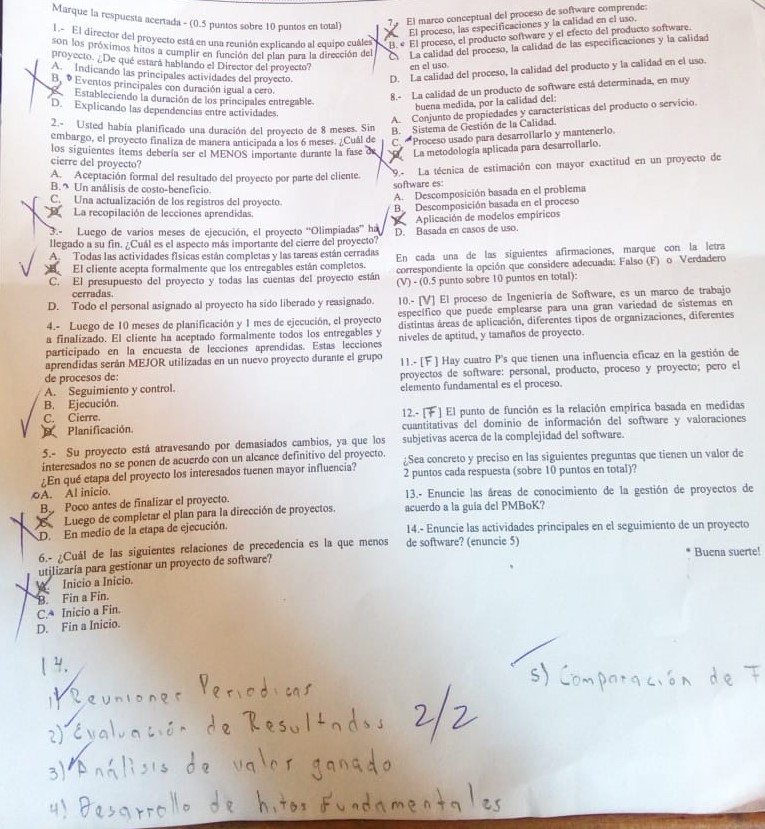 Marque la respuesta acertada - (0.5 puntos sobre 10 puntos en total)
1.- El director del proyecto está en una reunión explicando al equipo cuáles
son los próximos hitos a cumplir en función del plan para la dirección del
proyecto. ¿De qué estará hablando el Director del proyecto?
A. Indicando las principales actividades del proyecto.
B. Eventos principales con duración igual a cero.
C. Estableciendo la duración de los principales entregable.
D. Explicando las dependencias entre actividades.
2.- Usted había planificado una duración del proyecto de 8 meses. Sin
embargo, el proyecto finaliza de manera anticipada a los 6 meses. ¿Cuál de
los siguientes ítems debería ser el MENOS importante durante la fase de
cierre del proyecto?
A. Aceptación formal del resultado del proyecto por parte del cliente.
B. Un análisis de costo-beneficio.
C. Una actualización de los registros del proyecto.
D. La recopilación de lecciones aprendidas.
3.- Luego de varios meses de ejecución, el proyecto "Olimpiadas" ha
llegado a su fin. ¿Cuál es el aspecto más importante del cierre del proyecto?
A. Todas las actividades físicas están completas y las tareas están cerradas
B. El cliente acepta formalmente que los entregables están completos.
C. El presupuesto del proyecto y todas las cuentas del proyecto están
cerradas.
D. Todo el personal asignado al proyecto ha sido liberado y reasignado.
4.- Luego de 10 meses de planificación y 1 mes de ejecución, el proyecto
a finalizado. El cliente ha aceptado formalmente todos los entregables y
participado en la encuesta de lecciones aprendidas. Estas lecciones
aprendidas serán MEJOR utilizadas en un nuevo proyecto durante el grupo
de procesos de:
A. Seguimiento y control.
B. Ejecución.
C. Cierre.
D. Planificación.
5.- Su proyecto está atravesando por demasiados cambios, ya que los
interesados no se ponen de acuerdo con un alcance definitivo del proyecto.
¿En qué etapa del proyecto los interesados tuenen mayor influencia?
A. Al inicio.
B. Poco antes de finalizar el proyecto.
C. Luego de completar el plan para la dirección de proyectos.
D. En medio de la etapa de ejecución.
6.- ¿Cuál de las siguientes relaciones de precedencia es la que menos
utilizaría para gestionar un proyecto de software?
A. Inicio a Inicio.
B. Fin a Fin.
C. Inicio a Fin.
D. Fin a Inicio.
7.- El marco conceptual del proceso de software comprende:
A. El proceso, las especificaciones y la calidad en el uso.
B. El proceso, el producto software y el efecto del producto software.
C. La calidad del proceso, la calidad de las especificaciones y la calidad
en el uso.
D. La calidad del proceso, la calidad del producto y la calidad en el uso.
8.- La calidad de un producto de software está determinada, en muy
buena medida, por la calidad del:
A. Conjunto de propiedades y características del producto o servicio.
B. Sistema de Gestión de la Calidad.
C. Proceso usado para desarrollarlo y mantenerlo.
D. La metodología aplicada para desarrollarlo.
9.- La técnica de estimación con mayor exactitud en un proyecto de
software es:
A. Descomposición basada en el problema
B. Descomposición basada en el proceso
C. Aplicación de modelos empíricos
D. Basada en casos de uso.
En cada una de las siguientes afirmaciones, marque con la letra
correspondiente la opción que considere adecuada: Falso (F) o Verdadero
(V) - (0.5 punto sobre 10 puntos en total):
10.- [V] El proceso de Ingeniería de Software, es un marco de trabajo
específico que puede emplearse para una gran variedad de sistemas en
distintas áreas de aplicación, diferentes tipos de organizaciones, diferentes
niveles de aptitud, y tamaños de proyecto.
11.- [F] Hay cuatro P's que tienen una influencia eficaz en la gestión de
proyectos de software: personal, producto, proceso y proyecto; pero el
elemento fundamental es el proceso.
12.- [F] El punto de función es la relación empírica basada en medidas
cuantitativas del dominio de información del software y valoraciones
subjetivas acerca de la complejidad del software.
¿Sea concreto y preciso en las siguientes preguntas que tienen un valor de
2 puntos cada respuesta (sobre 10 puntos en total)?
13.- Enuncie las áreas de conocimiento de la gestión de proyectos de
acuerdo a la guía del PMBoK?
14.- Enuncie las actividades principales en el seguimiento de un proyecto
de software? (enuncie 5)
* Buena suerte!
14.
1) Reuniones Periodicas
2) Evaluación de Resultados
2/2
3) Análisis de valor ganado
4) Desarrollo de hitos Fundamentales
5) Comparación de F